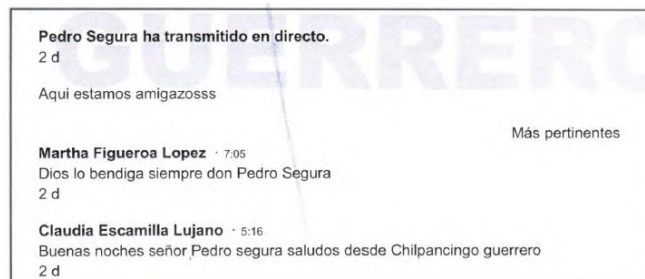 GUERRERO
Pedro Segura ha transmitido en directo.
2 d
Aqui estamos amigazosss
Más pertinentes
Martha Figueroa Lopez · 7:05
Dios lo bendiga siempre don Pedro Segura
2 d
Claudia Escamilla Lujano · 5:16
Buenas noches señor Pedro segura saludos desde Chilpancingo guerrero
2 d